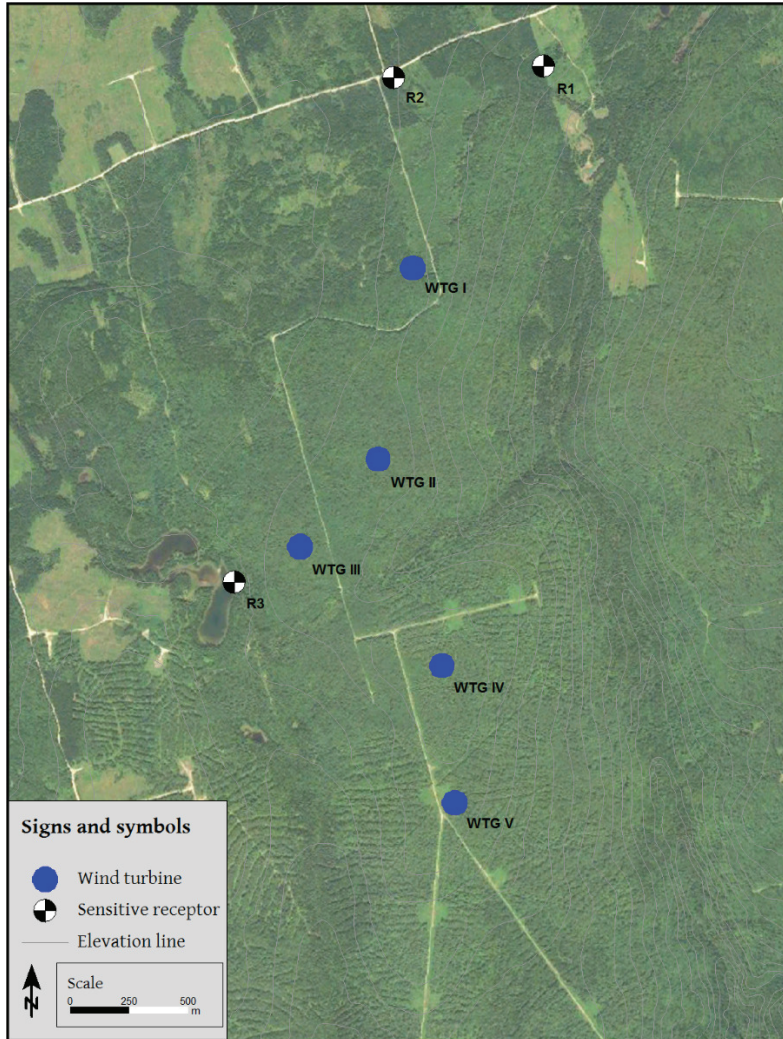 R1
R2
WTG I
WTG II
WTG III
R3
WTG IV
WTG V
Signs and symbols
Wind turbine
Sensitive receptor
Elevation line
N
Scale
0 250 500
m